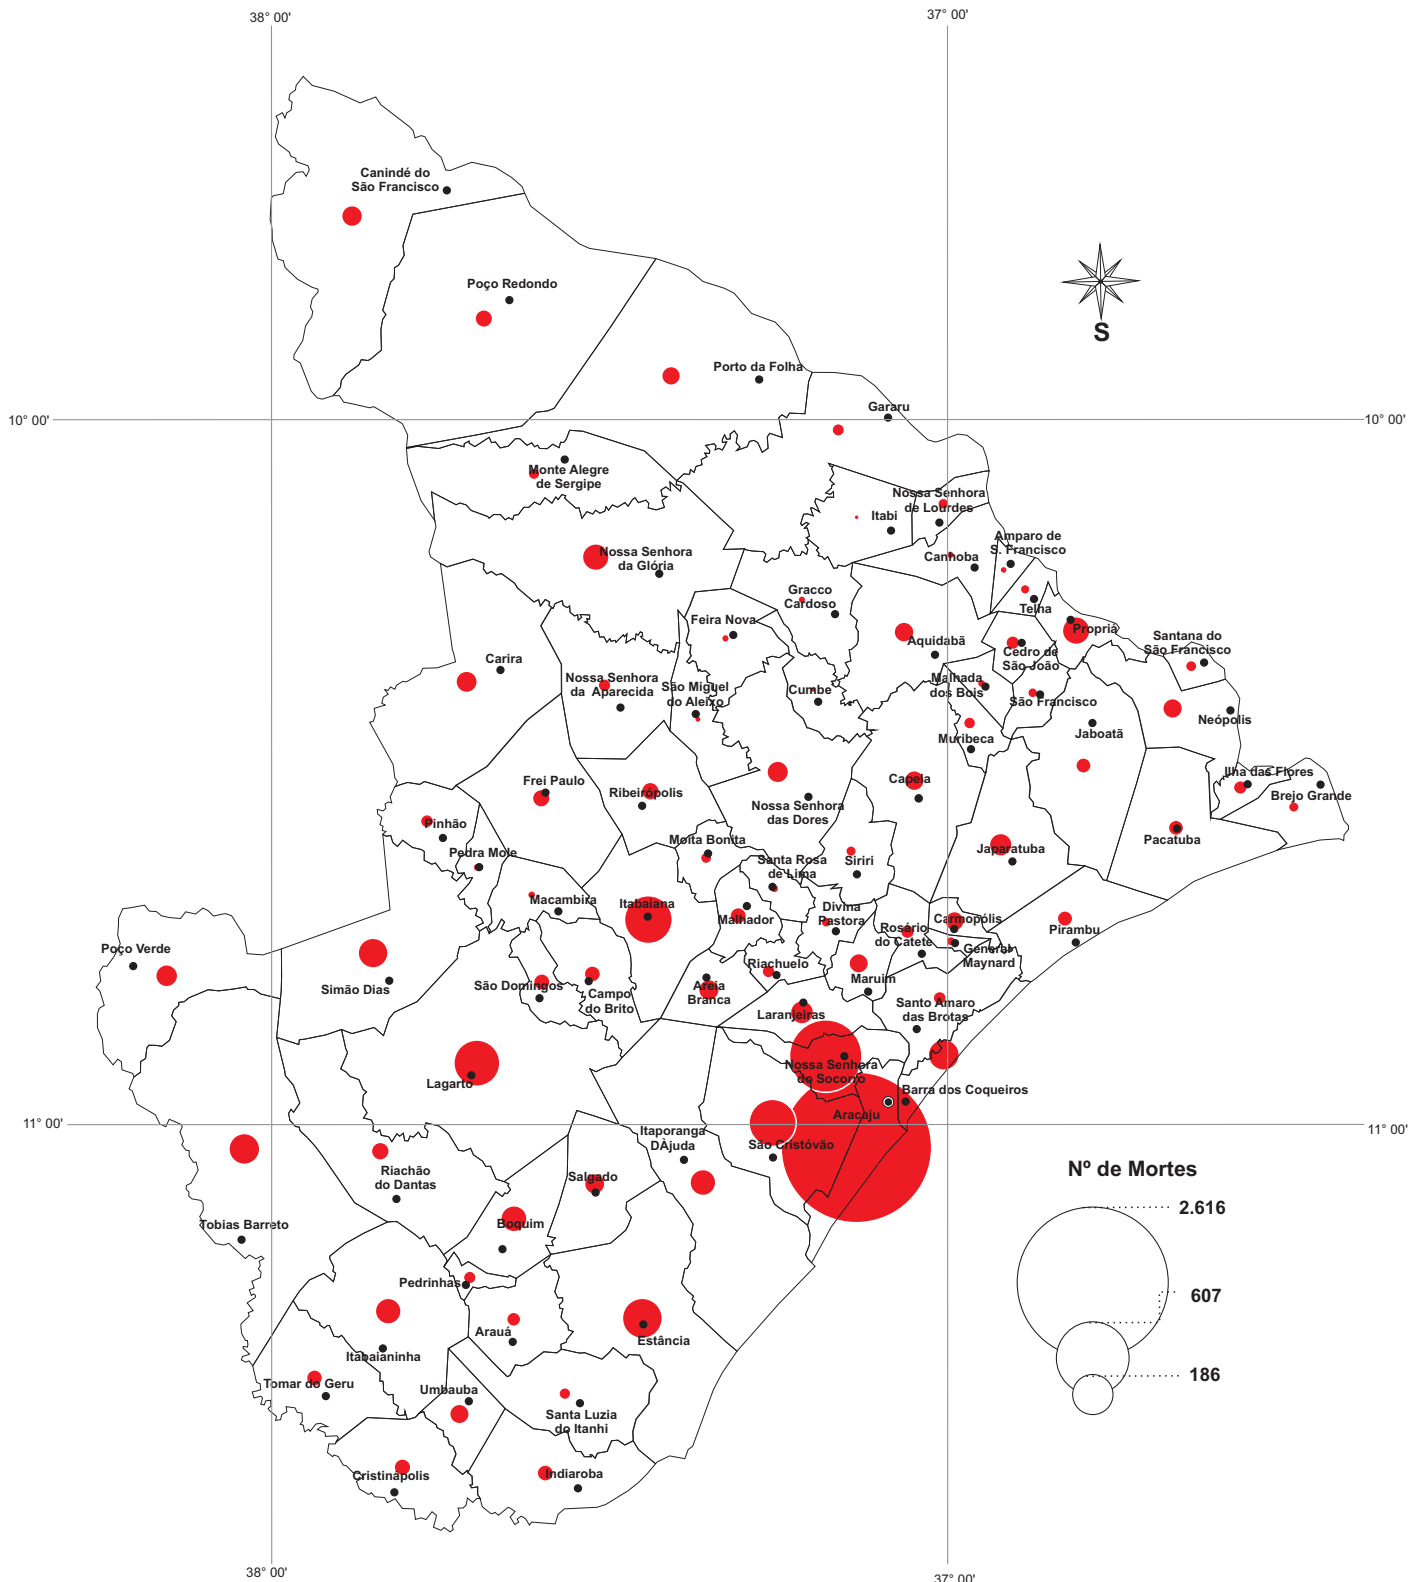 38° 00'
37° 00'
Canindé do
São Francisco
Poço Redondo
S
Porto da Folha
Gararu
10° 00'
10° 00'
Monte Alegre
de Sergipe
Nossa Senhora
de Lourdes
Itabi
Nossa Senhora
da Glória
Canhoba
Amparo de
S. Francisco
Gracco
Cardoso
Telha
Feira Nova
Propriá
Aquidabã
Cedro de
São João
Santana do
São Francisco
Carira
Nossa Senhora
da Aparecida
São Miguel
do Aleixo
Cumbe
Malhada
dos Bois
São Francisco
Neópolis
Jaboatã
Muribeca
Frei Paulo
Ribeirópolis
Capela
Ilha das Flores
Brejo Grande
Nossa Senhora
das Dores
Pinhão
Pedra Mole
Moita Bonita
Santa Rosa
de Lima
Siriri
Japaratuba
Pacatuba
Macambira
Itabaiana
Malhador
Divina
Pastora
Rosário
do Catete
Carmopólis
General
Maynard
Pirambu
Poço Verde
Simão Dias
São Domingos
Campo
do Brito
Areia
Branca
Riachuelo
Maruim
Laranjeiras
Santo Amaro
das Brotas
Lagarto
Nossa Senhora
do Socorro
Barra dos Coqueiros
Aracaju
11° 00'
11° 00'
Itaporanga
DÀjuda
São Cristóvão
Riachão
do Dantas
Salgado
Nº de Mortes
2.616
607
186
Tobias Barreto
Boquim
Pedrinhas
Arauá
Estância
Itabaianinha
Tomar do Geru
Umbauba
Santa Luzia
do Itanhi
Cristinápolis
Indiaroba
38° 00'
37° 00'